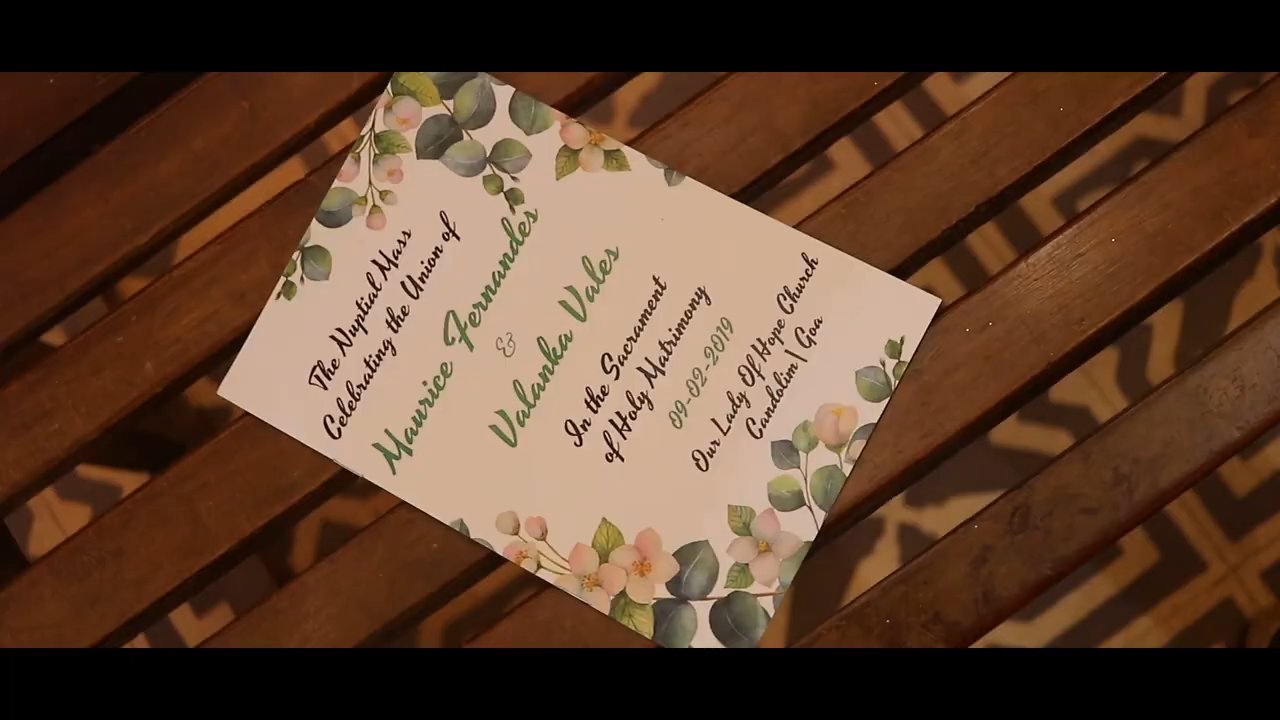 The Nuptial Mass
Celebrating the Union of
Maurice Fernandes
&
Valanka Vales
In the Sacrament
of Holy Matrimony
09-02-2019
Our Lady Of Hope Church
Candolim | Goa